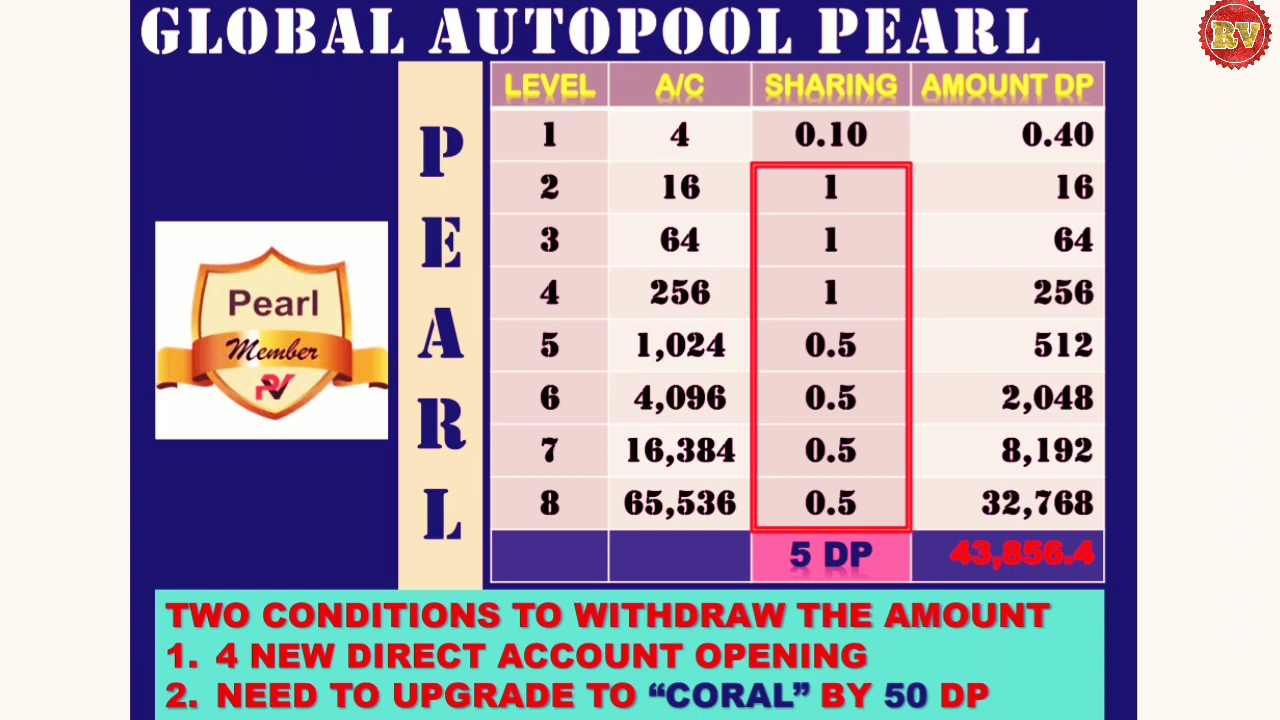 GLOBAL AUTOPOOL PEARL
RV
PEARL
LEVEL A/C SHARING AMOUNT DP
1 4 0.10 0.40
2 16 1 16
3 64 1 64
4 256 1 256
5 1,024 0.5 512
6 4,096 0.5 2,048
7 16,384 0.5 8,192
8 65,536 0.5 32,768
5 DP 43,856.4
Pearl
Member
RV
TWO CONDITIONS TO WITHDRAW THE AMOUNT
1. 4 NEW DIRECT ACCOUNT OPENING
2. NEED TO UPGRADE TO “CORAL” BY 50 DP